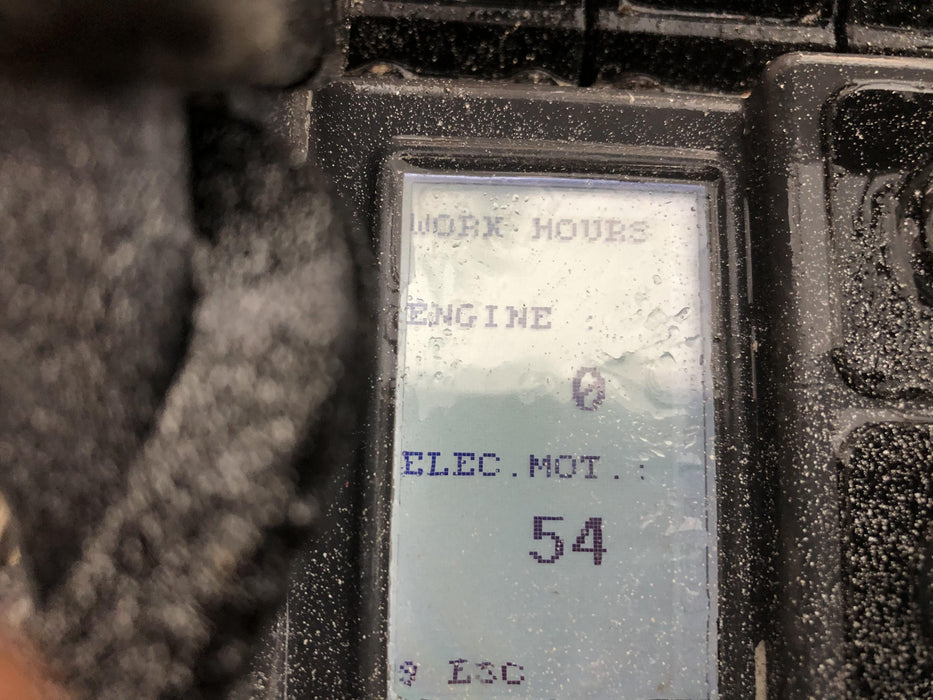 WORK HOURS
ENGINE :
0
ELEC.MOT.:
54
ESC